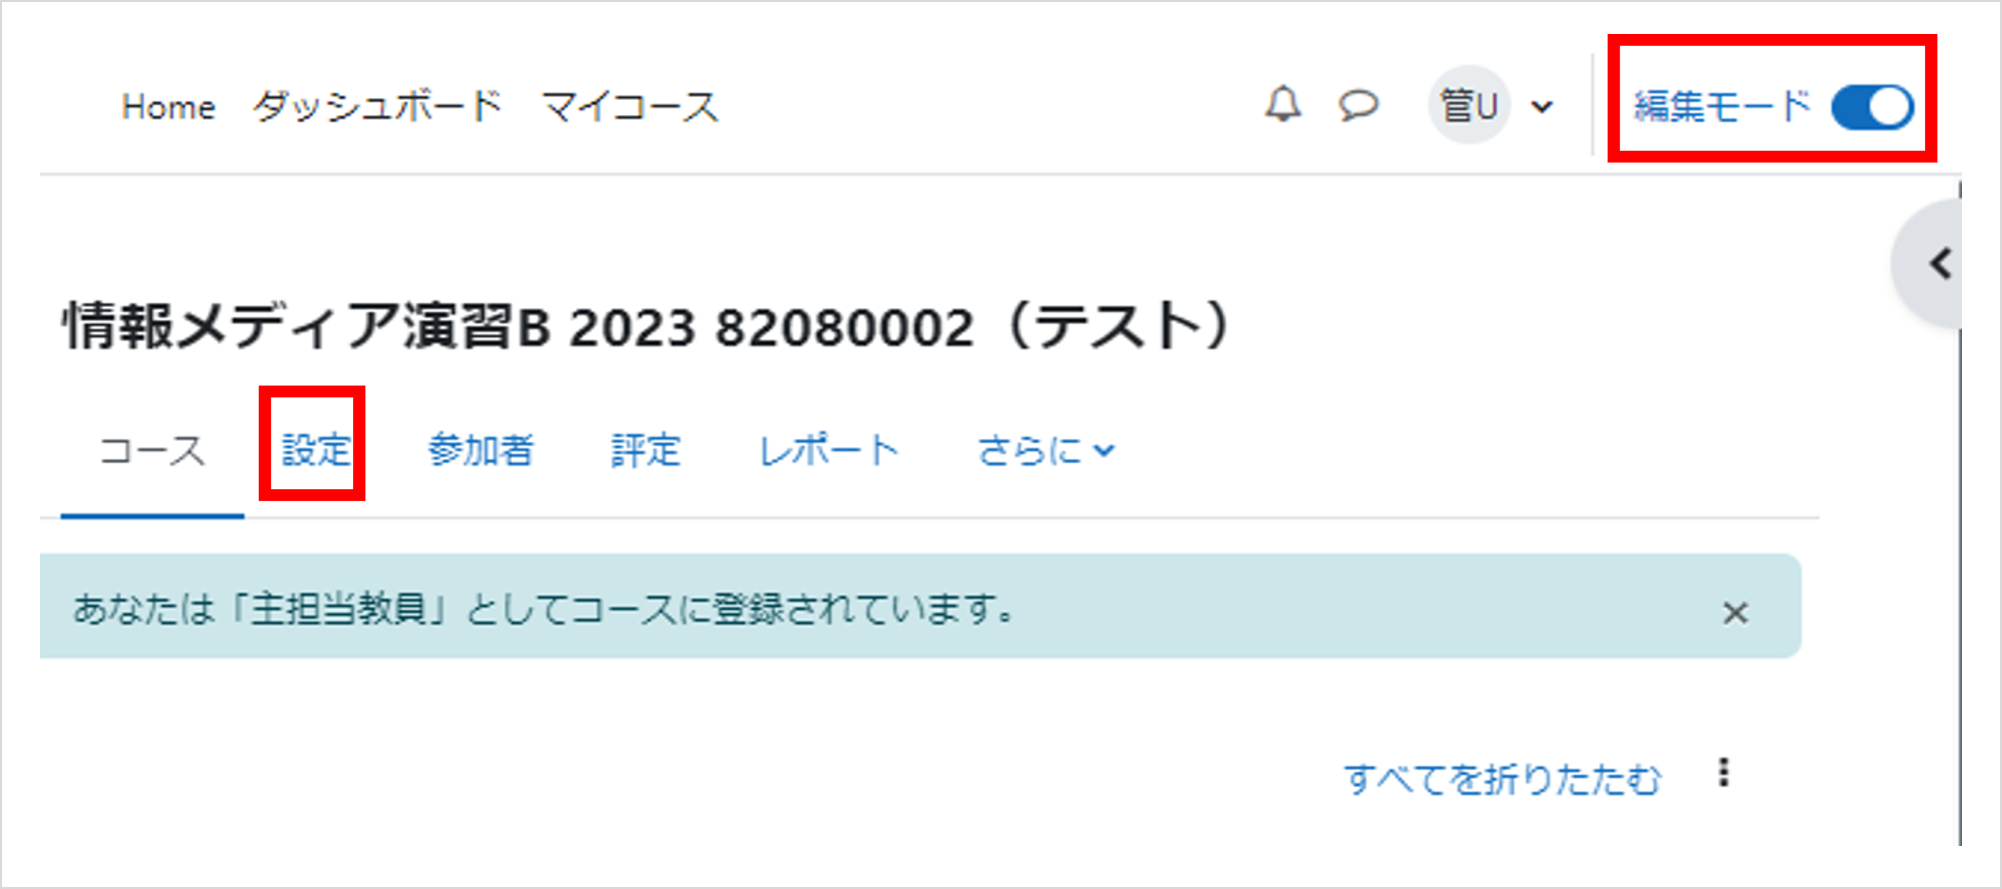 Home ダッシュボード マイコース 管U 編集モード
情報メディア演習B 2023 82080002（テスト）
コース 設定 参加者 評定 レポート さらに
あなたは「主担当教員」としてコースに登録されています。 ×
すべてを折りたたむ